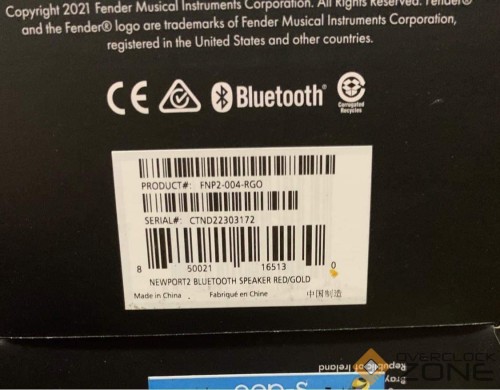 Copyright 2021 Fender Musical Instruments Corporation. All Rights Reserved. Fender®
and the Fender® logo are trademarks of Fender Musical Instruments Corporation,
registered in the United States and other countries.
CE Bluetooth® Corrugated
Recycles
PRODUCT#: FNP2-004-RGO
SERIAL#: CTND22303172
8 50021 16513 0
NEWPORT2 BLUETOOTH SPEAKER RED/GOLD
Made in China Fabriqué en Chine 中国制造
Republic of Ireland
OVERCLOCK
ZONE